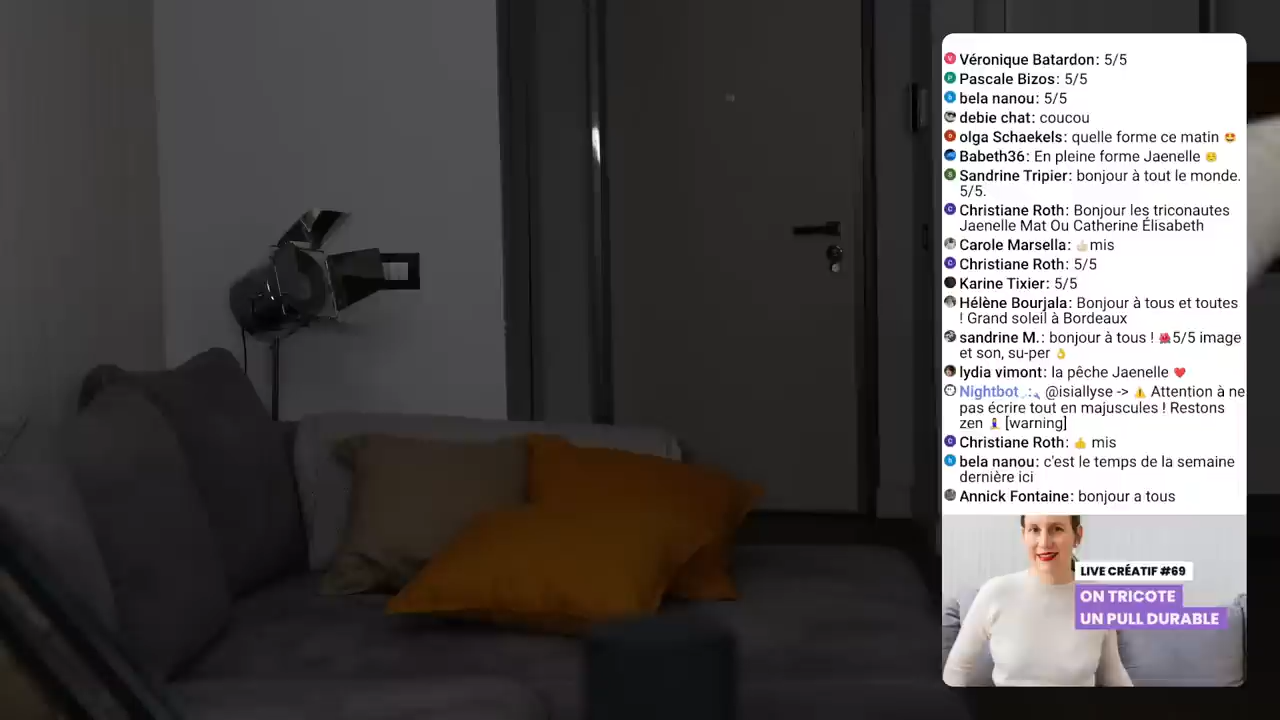 Véronique Batardon: 5/5
Pascale Bizos: 5/5
bela nanou: 5/5
debie chat: coucou
olga Schaekels: quelle forme ce matin 🤩
Babeth36: En pleine forme Jaenelle ☺️
Sandrine Tripier: bonjour à tout le monde.
5/5.
Christiane Roth: Bonjour les triconautes
Jaenelle Mat Ou Catherine Élisabeth
Carole Marsella: 👍🏻mis
Christiane Roth: 5/5
Karine Tixier: 5/5
Hélène Bourjala: Bonjour à tous et toutes
! Grand soleil à Bordeaux
sandrine M.: bonjour à tous ! 🌺5/5 image
et son, su-per 👌
lydia vimont: la pêche Jaenelle ❤️
Nightbot 🔧: @isiallyse -> ⚠️ Attention à ne
pas écrire tout en majuscules ! Restons
zen 🧘‍♀️ [warning]
Christiane Roth: 👍 mis
bela nanou: c'est le temps de la semaine
dernière ici
Annick Fontaine: bonjour a tous
LIVE CRÉATIF #69
ON TRICOTE
UN PULL DURABLE